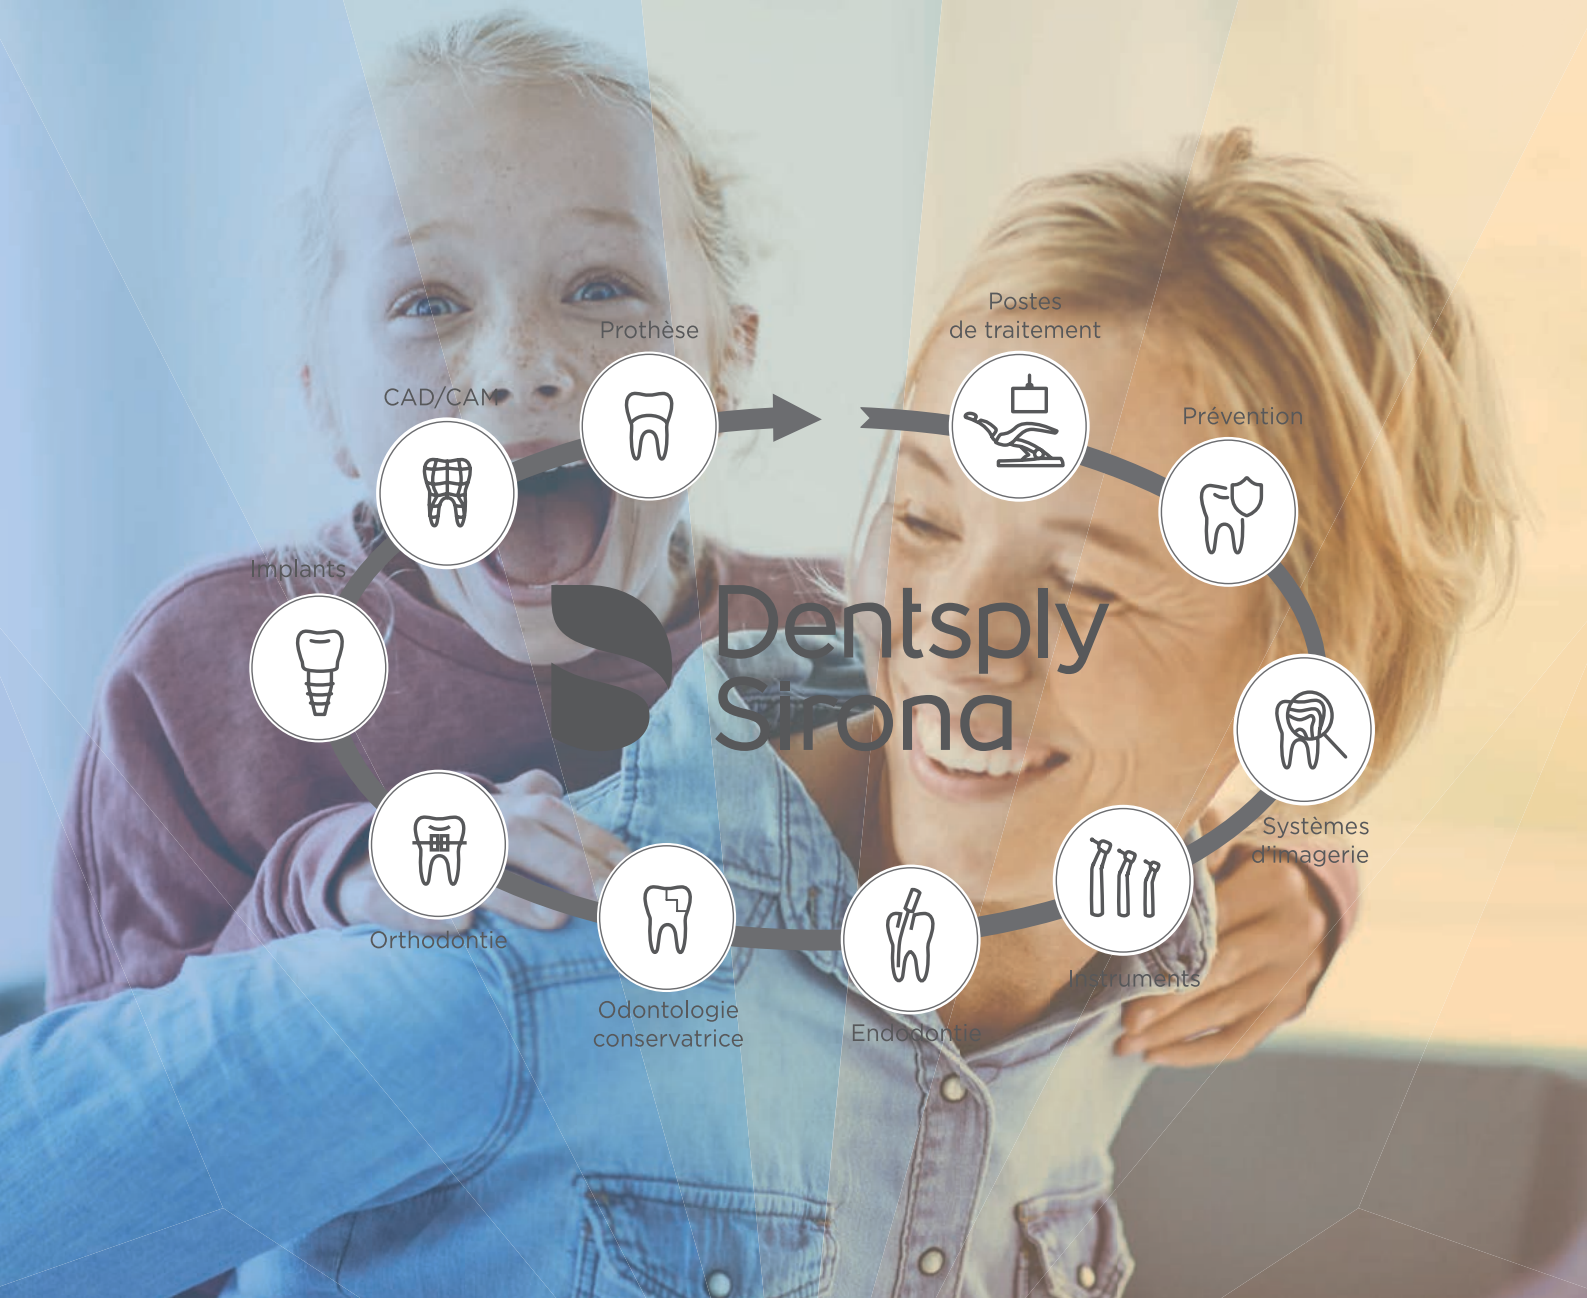 Postes
de traitement
Prothèse
Prévention
CAD/CAM
Implants
Dentsply
Sirona
Systèmes
d'imagerie
Orthodontie
Instruments
Odontologie
conservatrice
Endodontie